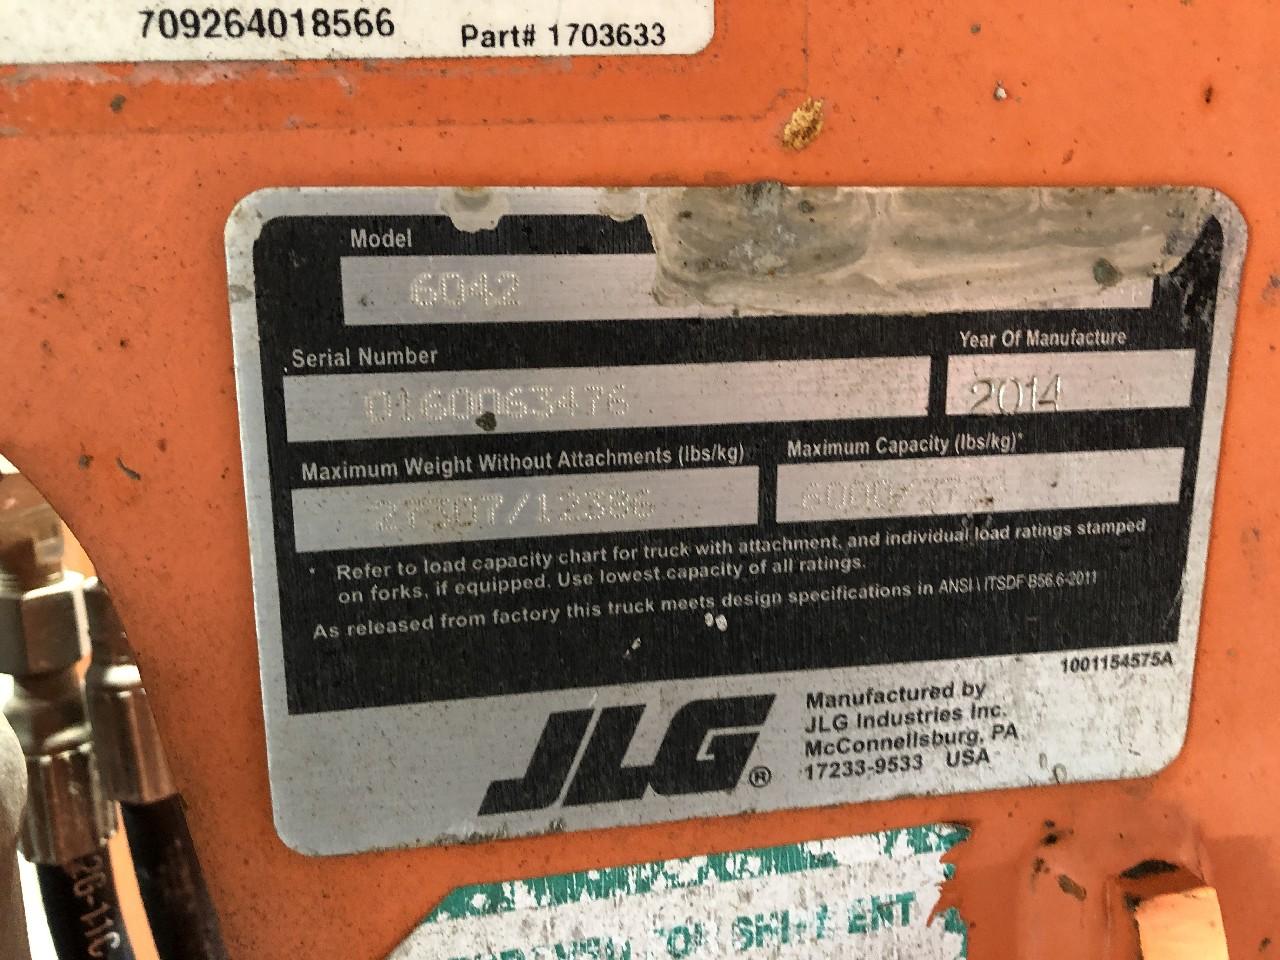 709264018566 Part# 1703633
Model
6042
Serial Number
0160063476
Year Of Manufacture
2014
Maximum Weight Without Attachments (lbs/kg)
27307/12386
Maximum Capacity (lbs/kg)*
6000/2721
* Refer to load capacity chart for truck with attachment, and individual load ratings stamped
on forks, if equipped. Use lowest capacity of all ratings.
As released from factory this truck meets design specifications in ANSI \ ITSDF B56.6-2011
1001154575A
JLG®
Manufactured by
JLG Industries Inc.
McConnellsburg, PA
17233-9533 USA